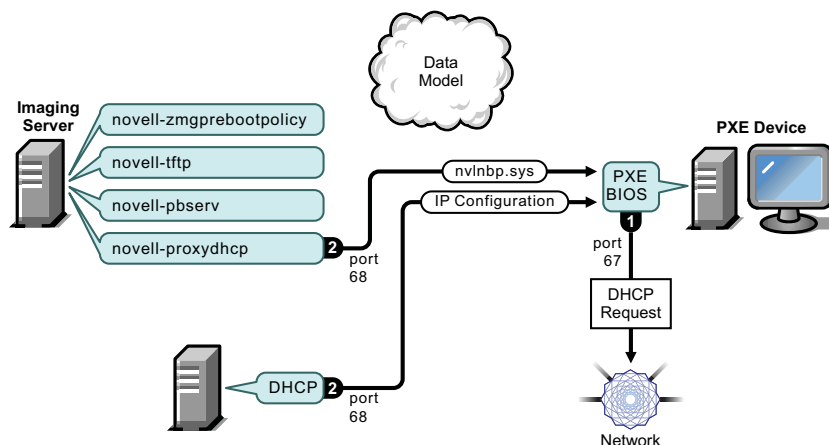 Data
Model
Imaging
Server
PXE Device
novell-zmgprebootpolicy
novell-tftp
novell-pbserv
novell-proxydhcp
2
port
68
nvlnbp.sys
IP Configuration
PXE
BIOS
1
port
67
DHCP
Request
DHCP
2
port
68
Network